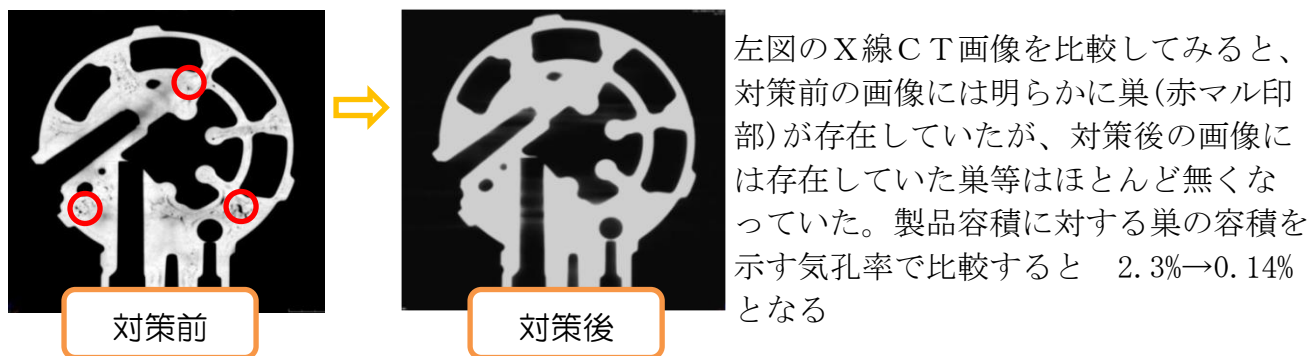 左図のＸ線ＣＴ画像を比較してみると、
対策前の画像には明らかに巣(赤マル印
部)が存在していたが、対策後の画像に
は存在していた巣等はほとんど無くな
っていた。製品容積に対する巣の容積を
示す気孔率で比較すると　2.3%→0.14%
となる
対策前
対策後